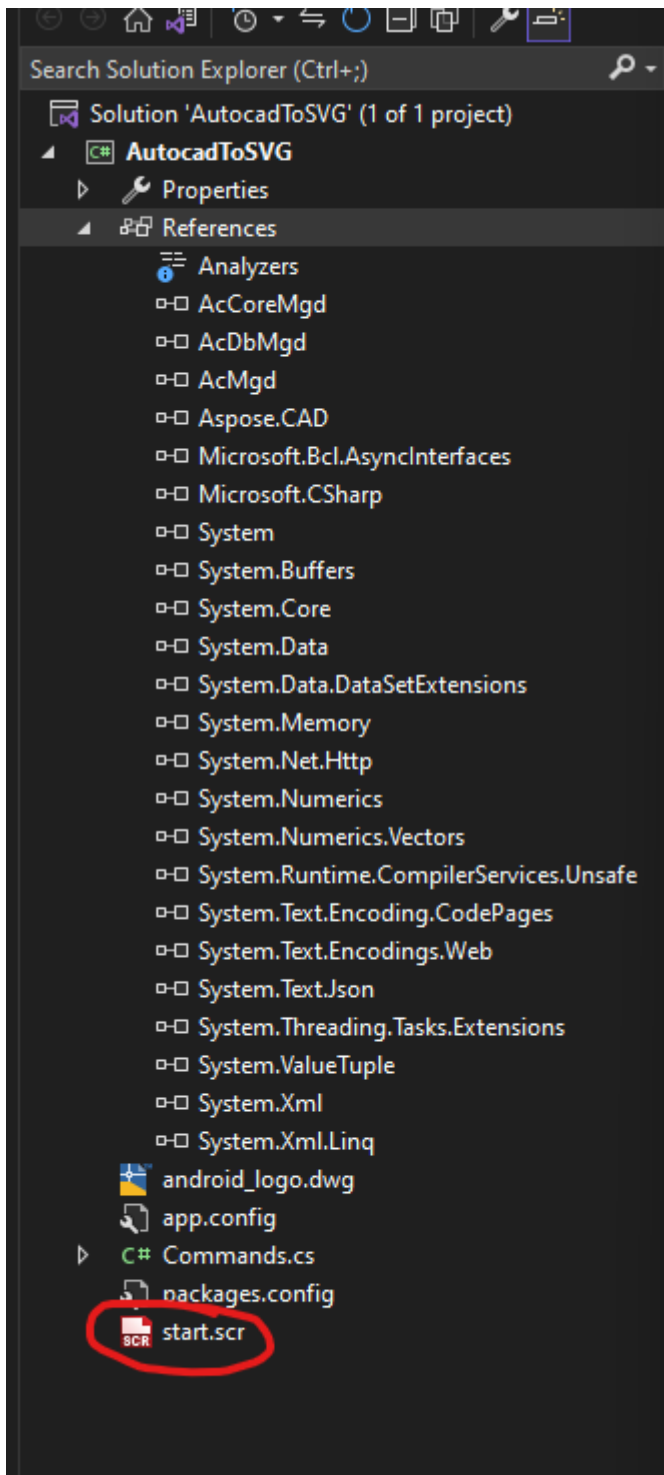 Search Solution Explorer (Ctrl+;)
Solution 'AutocadToSVG' (1 of 1 project)
C# AutocadToSVG
Properties
References
Analyzers
AcCoreMgd
AcDbMgd
AcMgd
Aspose.CAD
Microsoft.Bcl.AsyncInterfaces
Microsoft.CSharp
System
System.Buffers
System.Core
System.Data
System.Data.DataSetExtensions
System.Memory
System.Net.Http
System.Numerics
System.Numerics.Vectors
System.Runtime.CompilerServices.Unsafe
System.Text.Encoding.CodePages
System.Text.Encodings.Web
System.Text.Json
System.Threading.Tasks.Extensions
System.ValueTuple
System.Xml
System.Xml.Linq
android_logo.dwg
app.config
C# Commands.cs
packages.config
SCR start.scr